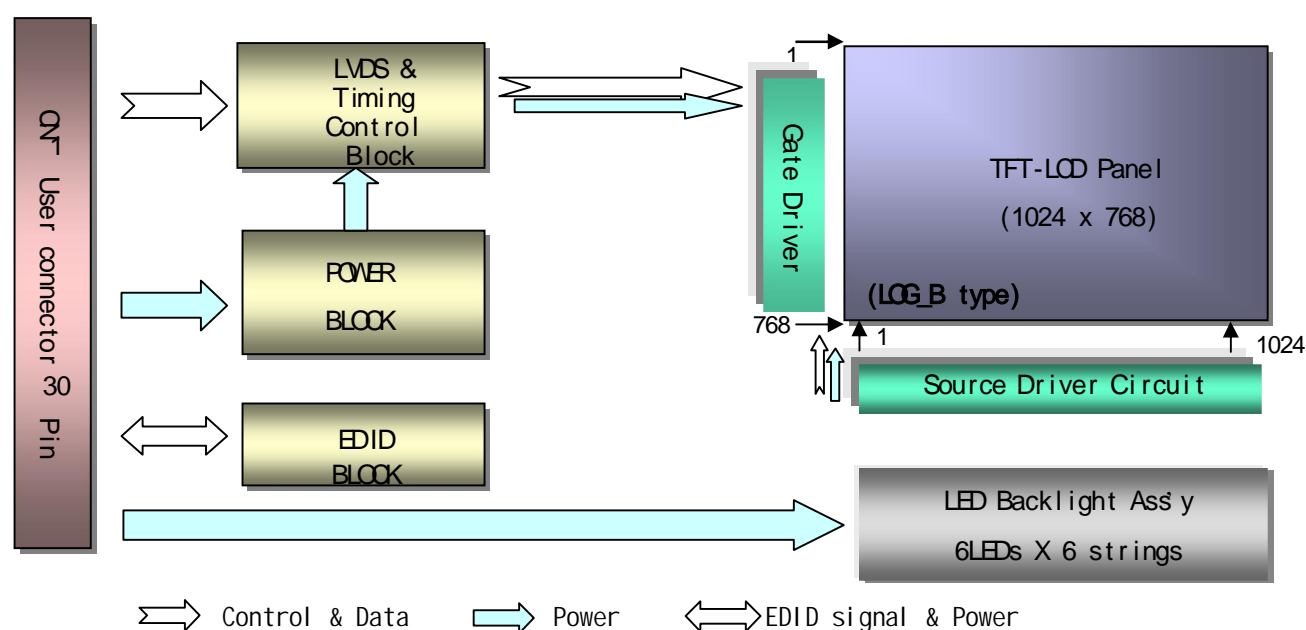 CN1 User connector 30 Pin
LVDS &
Timing
Control
Block
POWER
BLOCK
EDID
BLOCK
1
Gate Driver
768
TFT-LCD Panel
(1024 x 768)
(LOG_B type)
1
1024
Source Driver Circuit
LED Backlight Ass'y
6LEDs X 6 strings
Control & Data
Power
EDID signal & Power